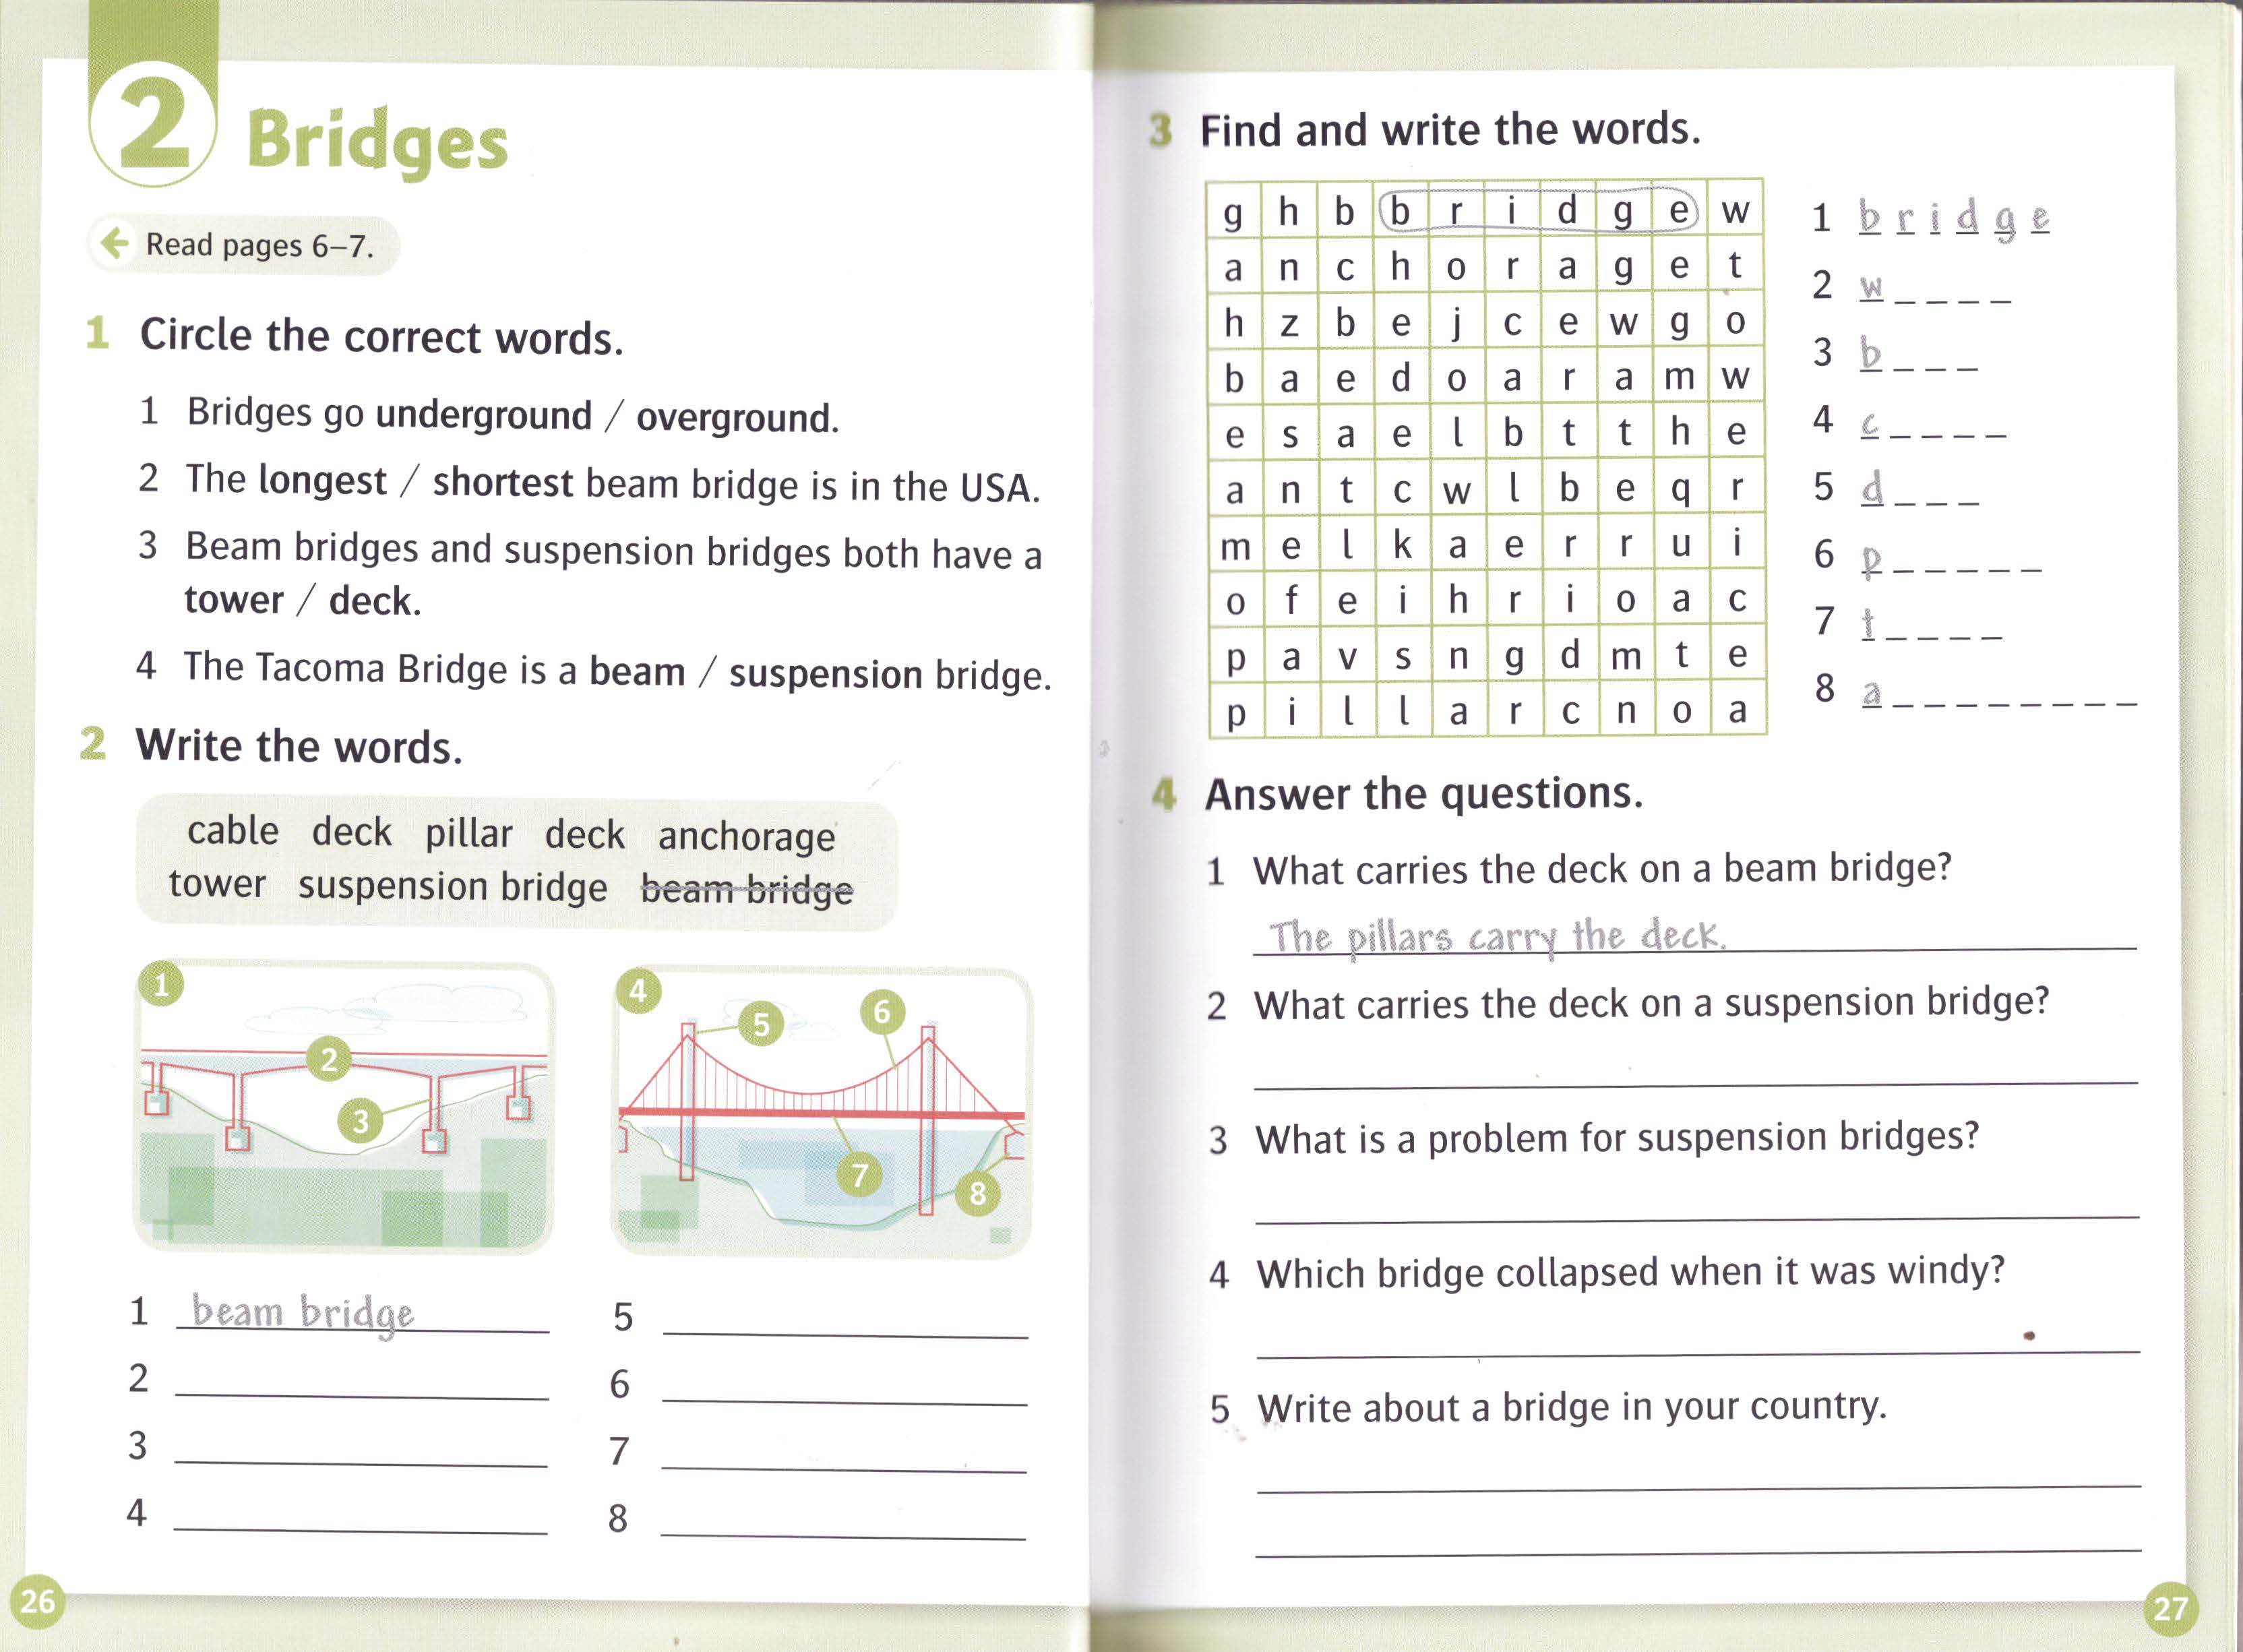 2 Bridges
Read pages 6–7.
1 Circle the correct words.
1 Bridges go underground / overground.
2 The longest / shortest beam bridge is in the USA.
3 Beam bridges and suspension bridges both have a
tower / deck.
4 The Tacoma Bridge is a beam / suspension bridge.
2 Write the words.
cable deck pillar deck anchorage
tower suspension bridge beam bridge
1
2
3
4
5
6
7
8
1 beam bridge
2
3
4
5
6
7
8
26
3 Find and write the words.
g h b b r i d g e w
a n c h o r a g e t
h z b e j c e w g o
b a e d o a r a m w
e s a e l b t t h e
a n t c w l b e q r
m e l k a e r r u i
o f e i h r i o a c
p a v s n g d m t e
p i l l a r c n o a
1 b r i d g e
2 w _ _ _ _
3 b _ _ _
4 c _ _ _ _
5 d _ _ _
6 p _ _ _ _ _
7 t _ _ _ _
8 a _ _ _ _ _ _ _ _
4 Answer the questions.
1 What carries the deck on a beam bridge?
The pillars carry the deck.
2 What carries the deck on a suspension bridge?
3 What is a problem for suspension bridges?
4 Which bridge collapsed when it was windy?
5 Write about a bridge in your country.
27